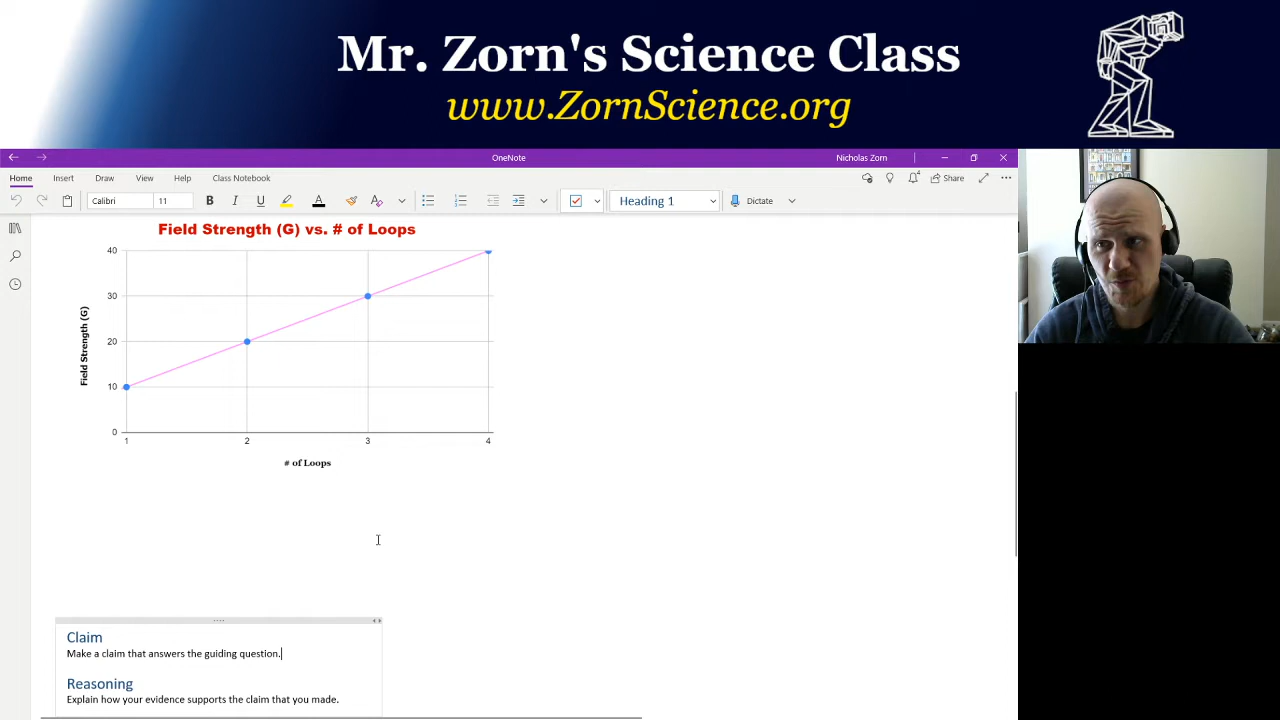 Mr. Zorn's Science Class
www.ZornScience.org
OneNote
Nicholas Zorn
Home Insert Draw View Help Class Notebook
Share
Calibri 11 B I U A A Heading 1 Dictate
Field Strength (G) vs. # of Loops
40
30
20
10
0
Field Strength (G)
1 2 3 4
# of Loops
Claim
Make a claim that answers the guiding question.
Reasoning
Explain how your evidence supports the claim that you made.